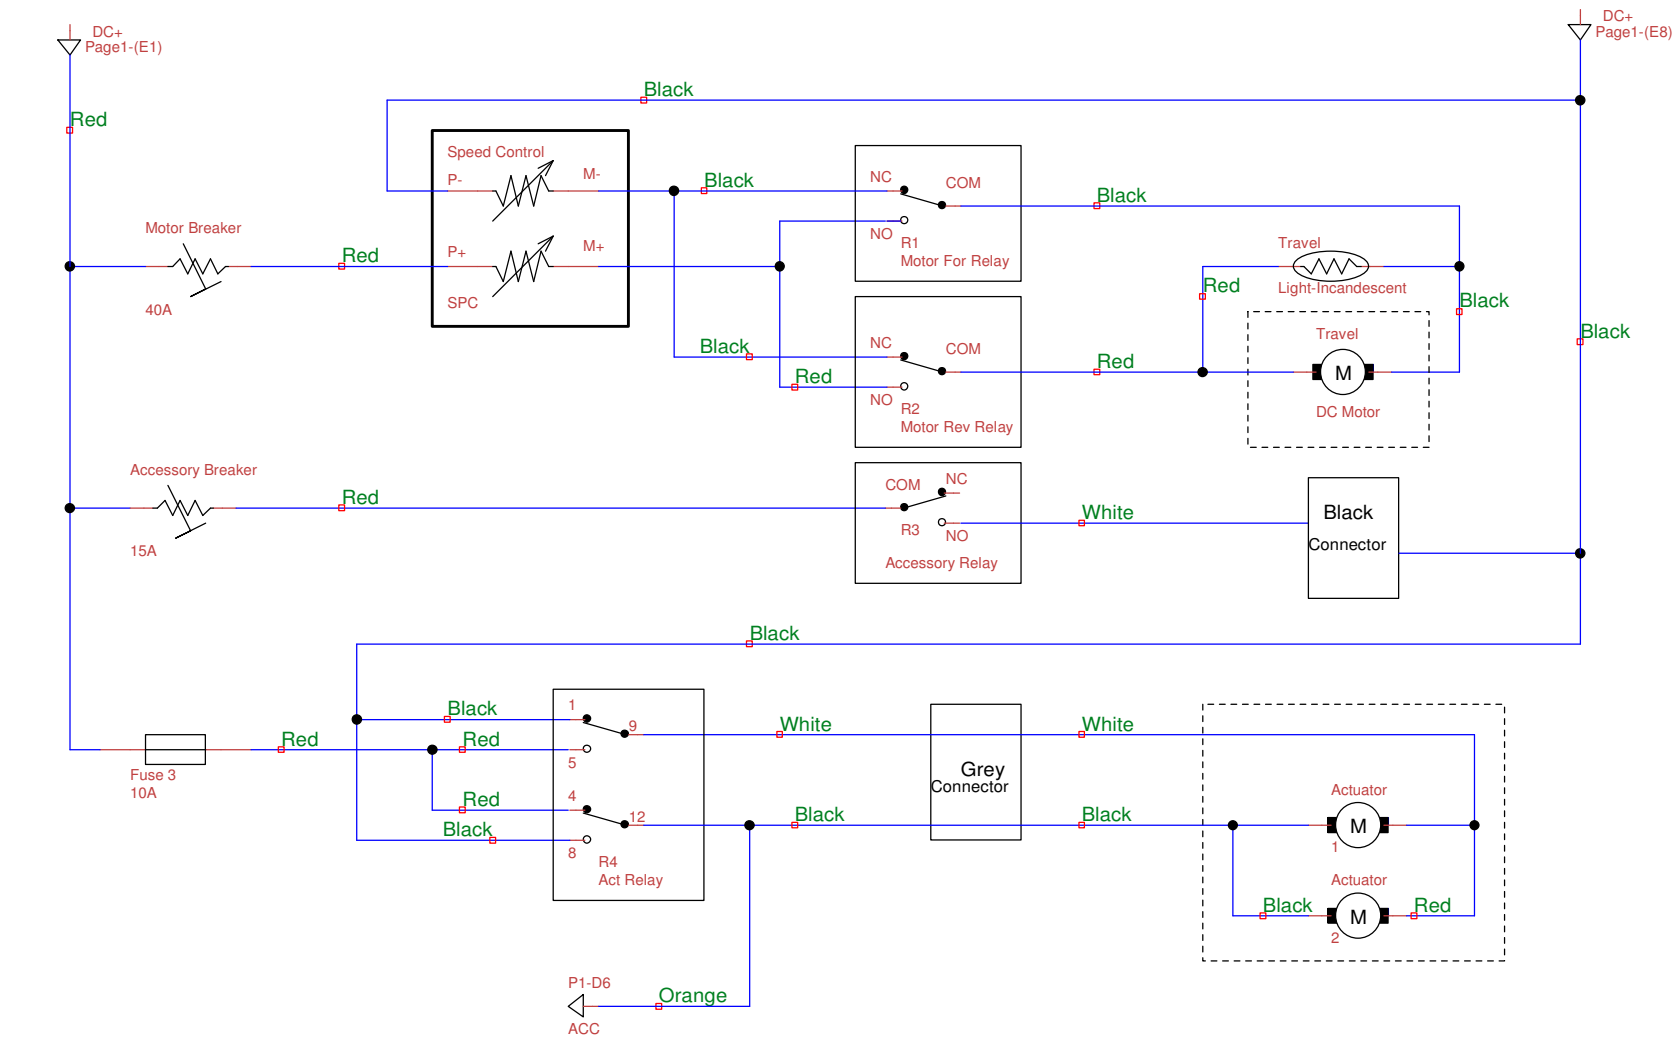 DC+
Page1-(E1)
DC+
Page1-(E8)
Black
Red
Speed Control
P-
M-
Black
NC
COM
Black
NO
R1
Motor For Relay
Motor Breaker
40A
Red
P+
M+
SPC
Travel
Light-Incandescent
Red
Black
Black
Travel
M
DC Motor
Black
NC
COM
Red
Red
NO
R2
Motor Rev Relay
Accessory Breaker
15A
Red
COM
NC
R3
NO
Accessory Relay
White
Black
Connector
Black
Black
1
9
White
White
Red
Red
5
Fuse 3
10A
Grey
Connector
Red
4
12
Black
Black
Black
8
R4
Act Relay
Actuator
M
1
Actuator
Black
M
Red
2
P1-D6
Orange
ACC